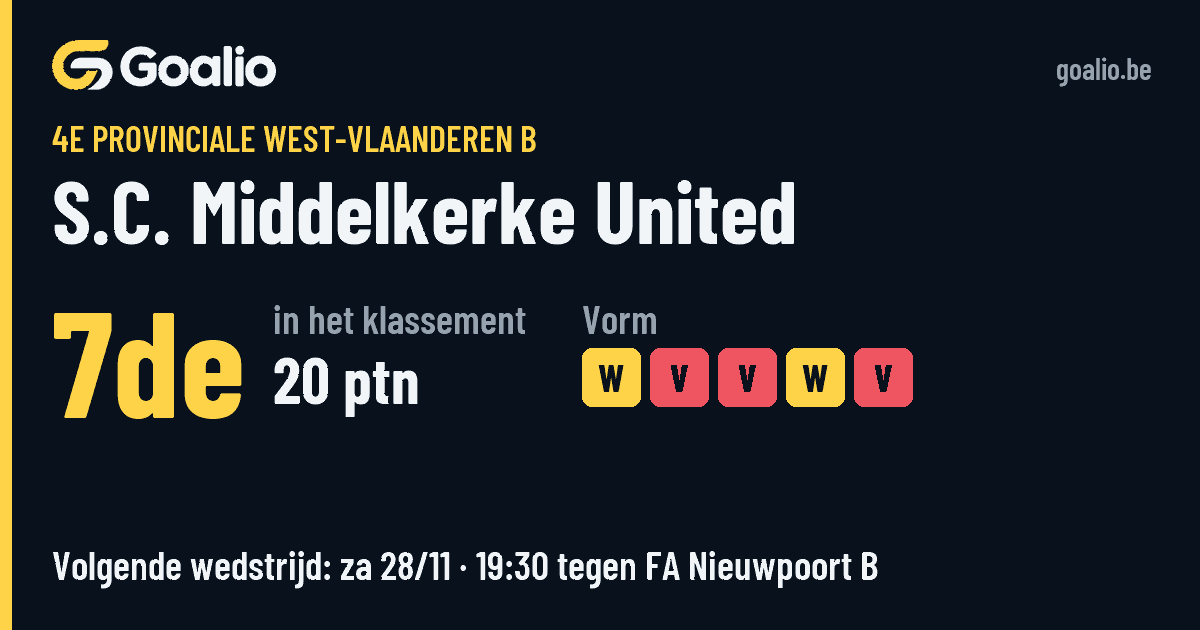 Goalio
goalio.be
4E PROVINCIALE WEST-VLAANDEREN B
S.C. Middelkerke United
7de
in het klassement
20 ptn
Vorm
W V V W V
Volgende wedstrijd: za 28/11 · 19:30 tegen FA Nieuwpoort B